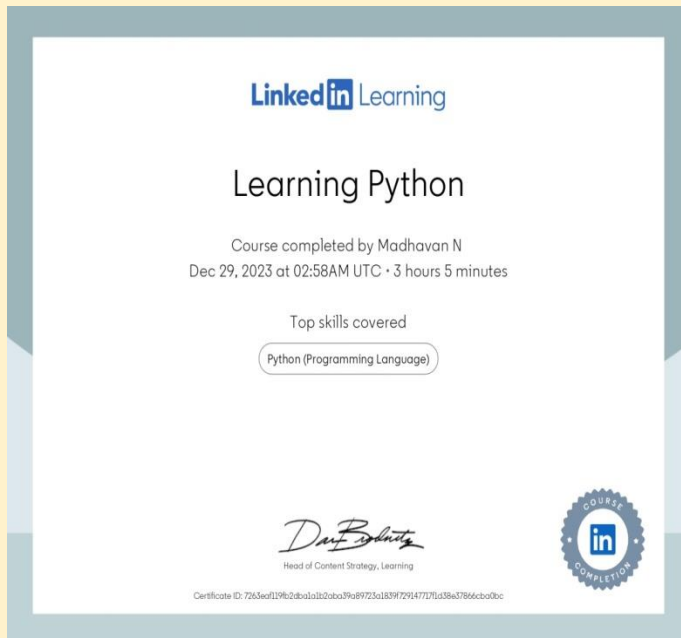 Linked in Learning
Learning Python
Course completed by Madhavan N
Dec 29, 2023 at 02:58AM UTC • 3 hours 5 minutes
Top skills covered
Python (Programming Language)
Head of Content Strategy, Learning
COURSE
in
COMPLETION
Certificate ID: